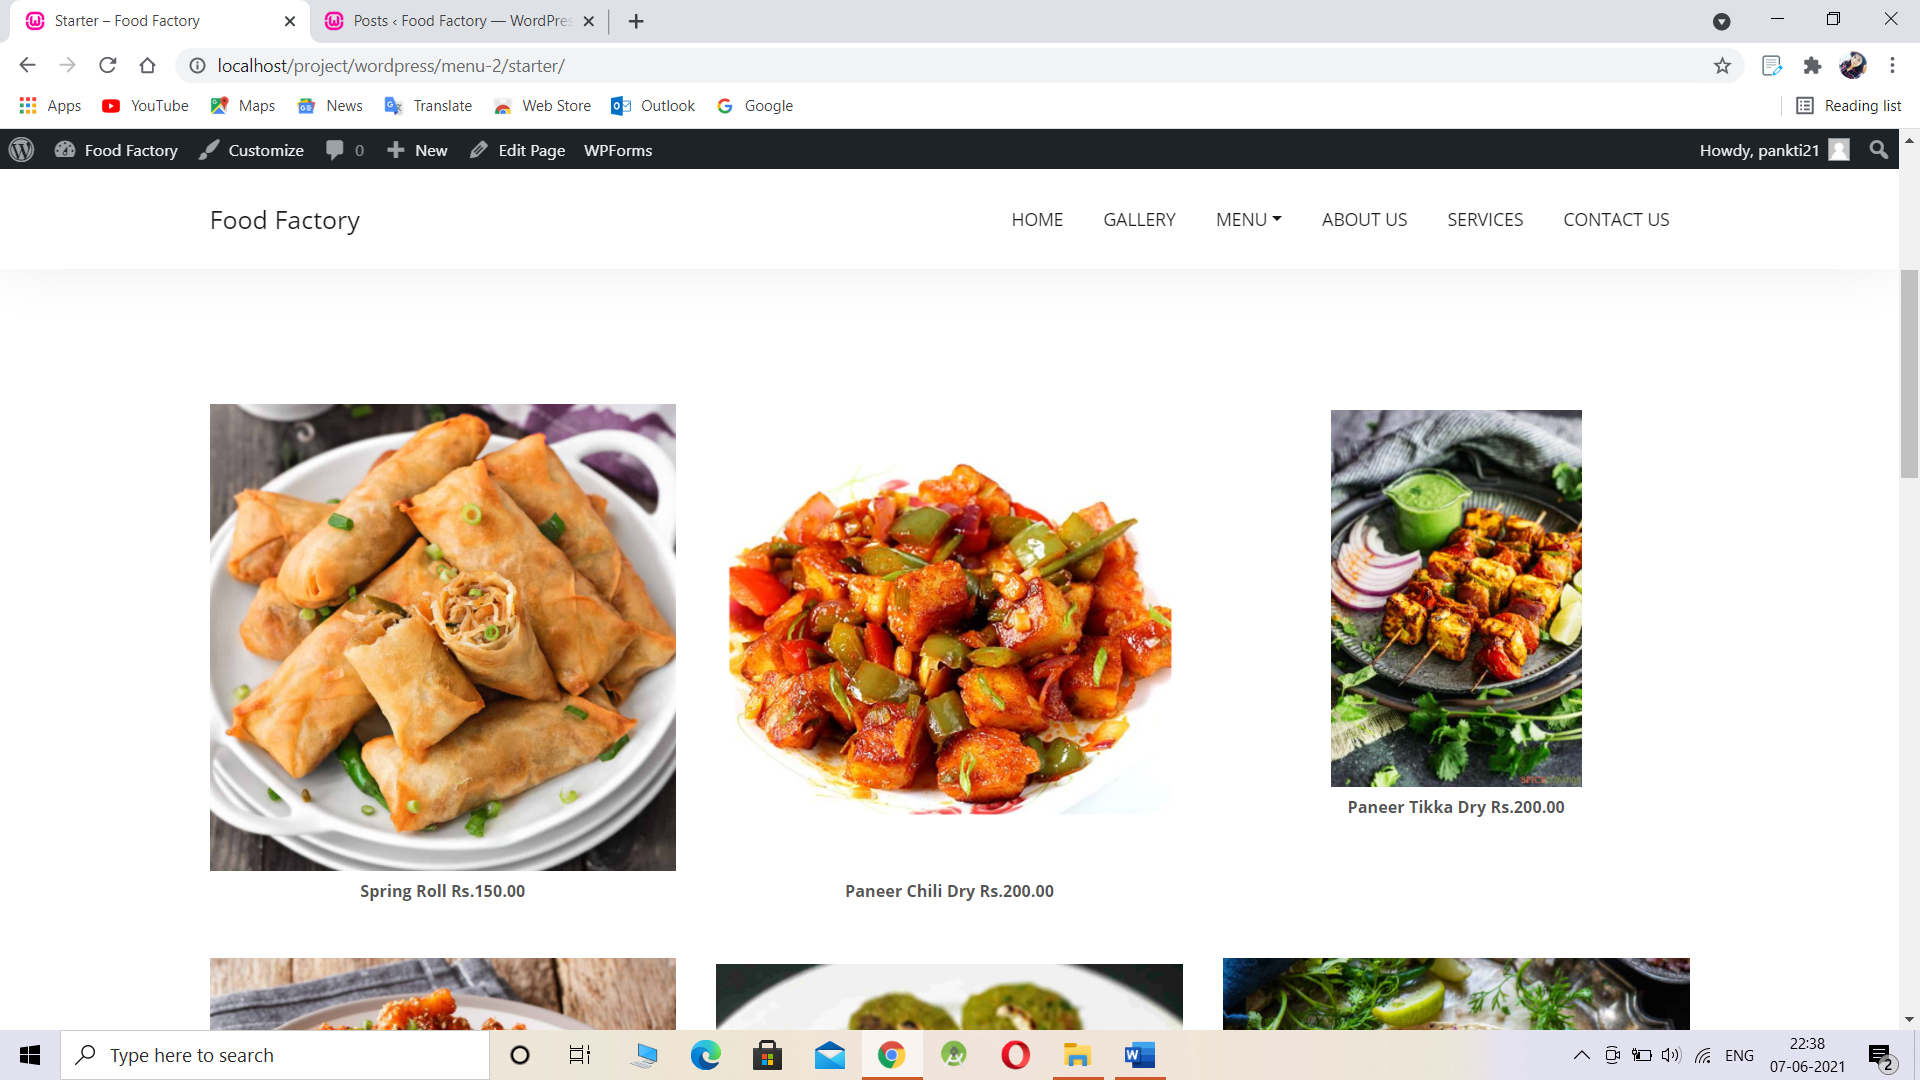 Starter – Food Factory
Posts ‹ Food Factory — WordPres
localhost/project/wordpress/menu-2/starter/
Apps YouTube Maps News Translate Web Store Outlook Google Reading list
Food Factory Customize 0 New Edit Page WPForms Howdy, pankti21
Food Factory HOME GALLERY MENU ABOUT US SERVICES CONTACT US
Paneer Tikka Dry Rs.200.00
Spring Roll Rs.150.00
Paneer Chili Dry Rs.200.00
Type here to search
ENG
22:38
07-06-2021
2